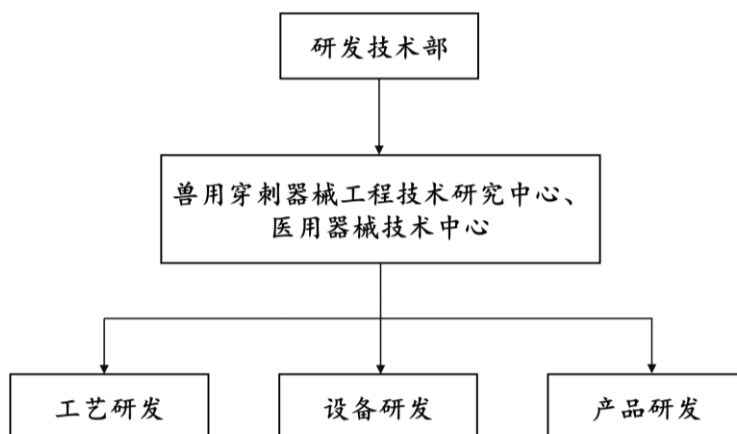 研发技术部
兽用穿刺器械工程技术研究中心、
医用器械技术中心
工艺研发
设备研发
产品研发